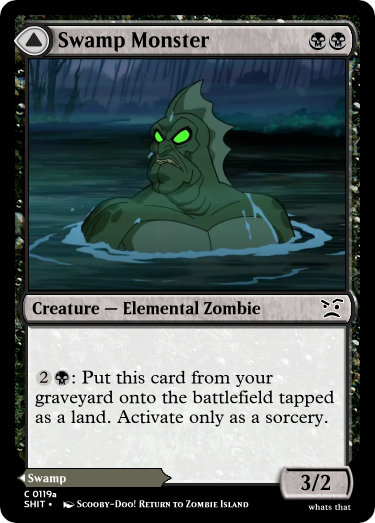 Swamp Monster
Creature — Elemental Zombie
2 : Put this card from your
graveyard onto the battlefield tapped
as a land. Activate only as a sorcery.
Swamp
3/2
C 0119a
SHIT • Scooby-Doo! Return to Zombie Island
whats that